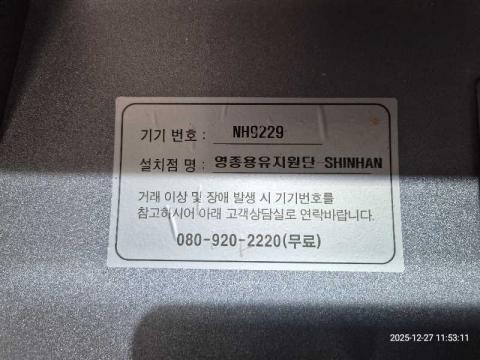 기기 번호 : NH9229
설치점 명 : 영종용유지원단 SHINHAN
거래 이상 및 장애 발생 시 기기번호를
참고하시어 아래 고객상담실로 연락바랍니다.
080-920-2220(무료)
2025-12-27 11:53:11